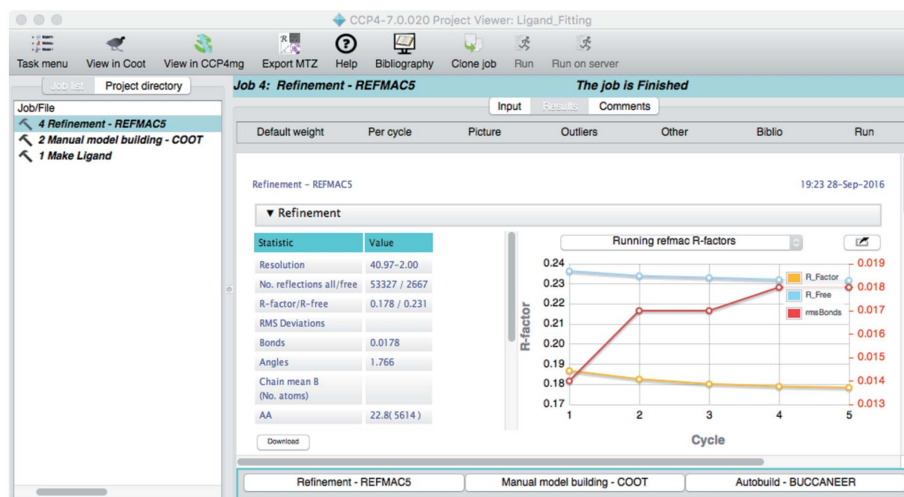 CCP4-7.0.020 Project Viewer: Ligand_Fitting
Task menu View in Coot View in CCP4mg Export MTZ Help Bibliography Clone job Run Run on server
Job list Project directory
Job/File
4 Refinement - REFMAC5
2 Manual model building - COOT
1 Make Ligand
Job 4: Refinement - REFMAC5 The job is Finished
Input Results Comments
Default weight Per cycle Picture Outliers Other Biblio Run
Refinement - REFMAC5 19:23 28-Sep-2016
▼ Refinement
Statistic Value
Resolution 40.97-2.00
No. reflections all/free 53327 / 2667
R-factor/R-free 0.178 / 0.231
RMS Deviations
Bonds 0.0178
Angles 1.766
Chain mean B
(No. atoms)
AA 22.8( 5614 )
Download
Running refmac R-factors
R-factor
0.24
0.23
0.22
0.21
0.20
0.19
0.18
0.17
R_Factor
R_Free
rmsBonds
0.019
0.018
0.017
0.016
0.015
0.014
0.013
1 2 3 4 5
Cycle
Refinement - REFMAC5 Manual model building - COOT Autobuild - BUCCANEER